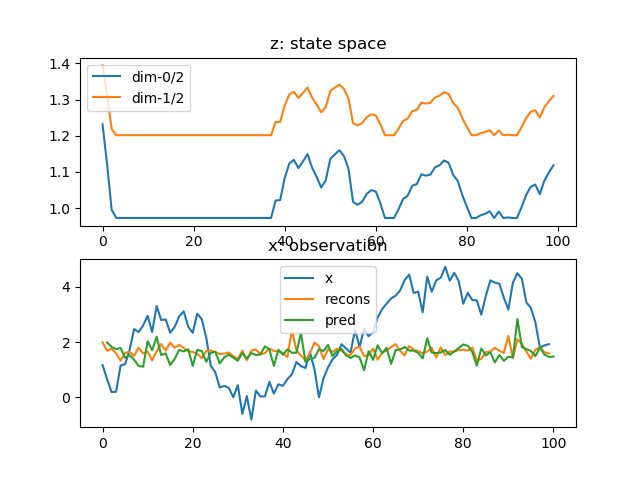 z: state space
1.4
1.3
1.2
1.1
1.0
dim-0/2
dim-1/2
0 20 40 60 80 100
x: observation
4
2
0
x
recons
pred
0 20 40 60 80 100